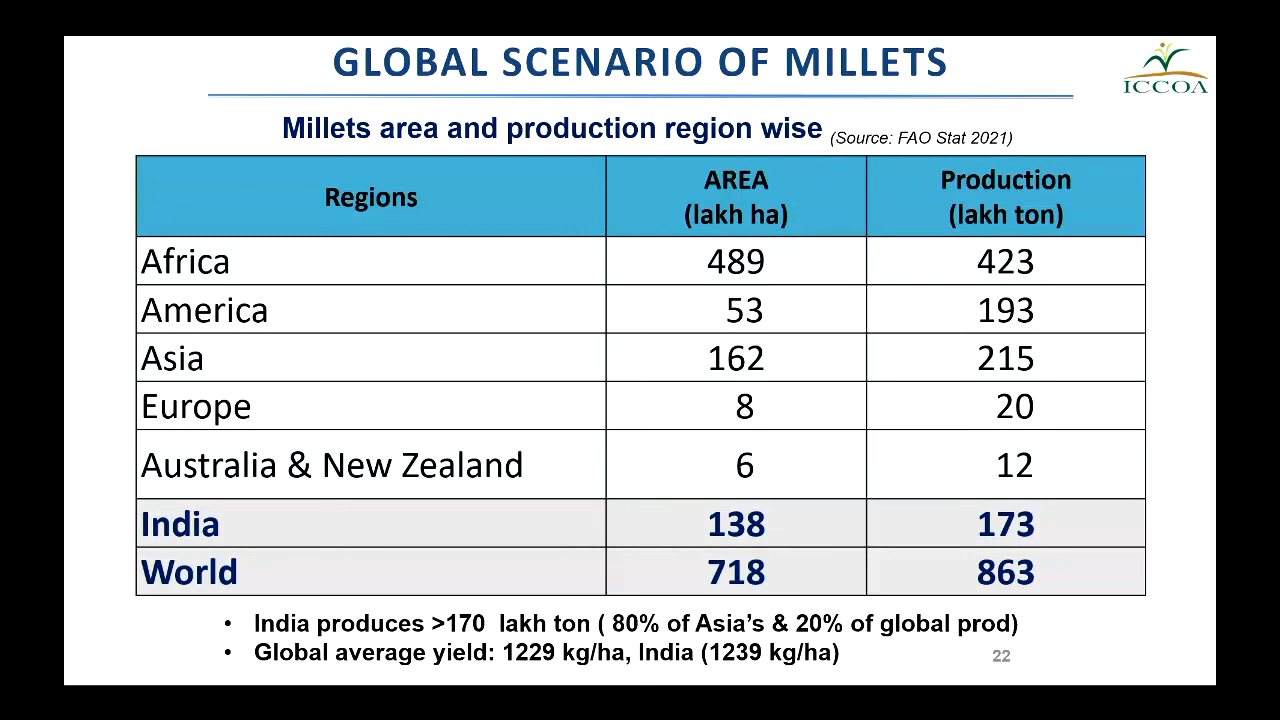 GLOBAL SCENARIO OF MILLETS
ICCOA
Millets area and production region wise (Source: FAO Stat 2021)
Regions AREA (lakh ha) Production (lakh ton)
Africa 489 423
America 53 193
Asia 162 215
Europe 8 20
Australia & New Zealand 6 12
India 138 173
World 718 863
• India produces >170 lakh ton ( 80% of Asia's & 20% of global prod)
• Global average yield: 1229 kg/ha, India (1239 kg/ha)
22